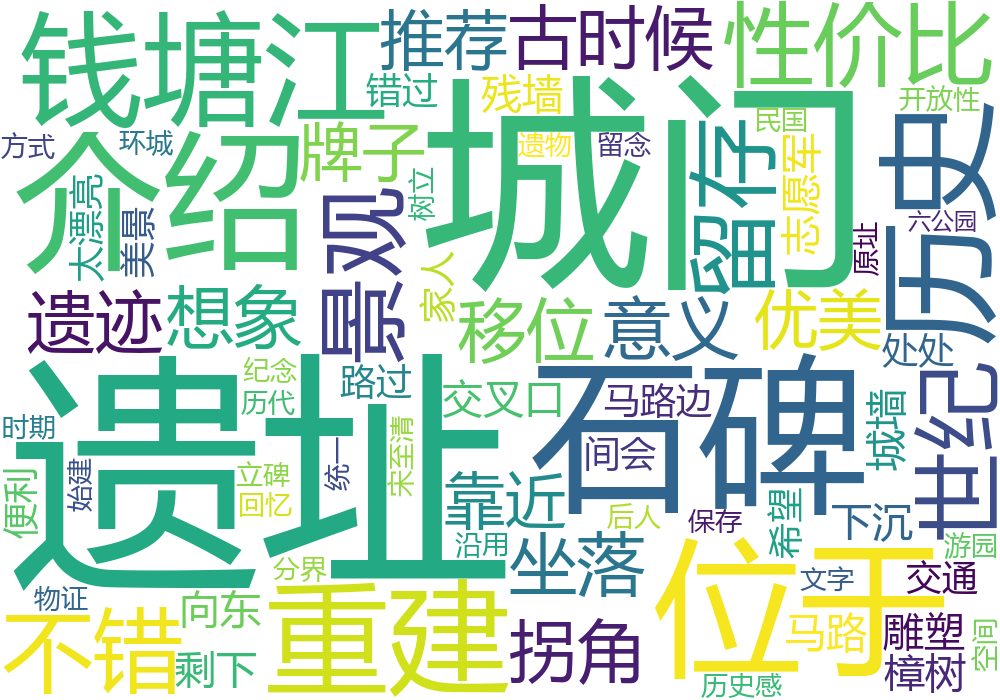 钱塘江
推荐
古时候
性价比
错过
残墙
城门
开放性
方式
环城
介绍
牌子
遗物
留念
民国
历史
太漂亮
美景
景观
树立
留存
志愿军
六公园
原址
家人
遗迹
想象
移位
意义
优美
处处
遗址
纪念
历代
路过
交叉口
石碑
马路边
世纪
城墙
时期
始建
立碑
回忆
统一
宋至清
间会
便利
靠近
后人
保存
希望
下沉
沿用
坐落
位于
游园
分界
物证
文字
交通
不错
向东
重建
拐角
马路
雕塑
空间
剩下
樟树
历史感